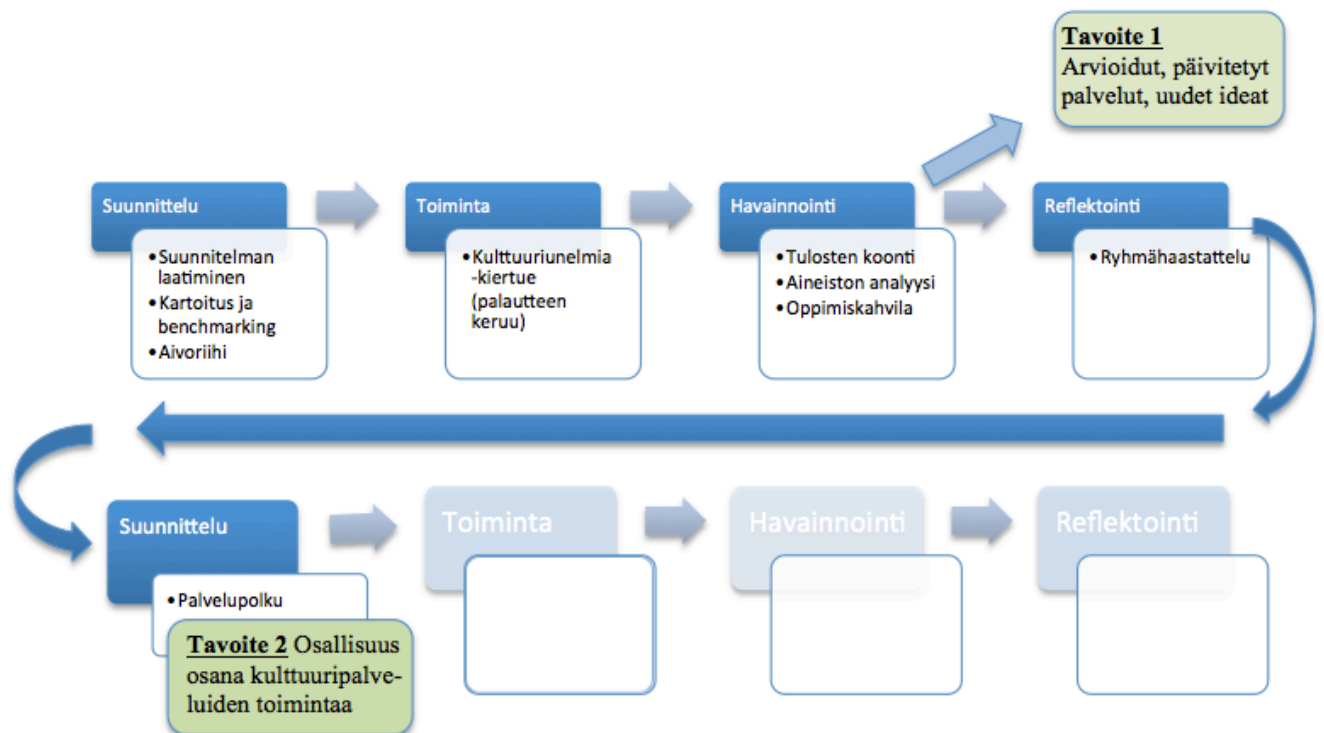 Tavoite 1
Arvioidut, päivitetyt
palvelut, uudet ideat
Suunnittelu
•Suunnitelman
laatiminen
•Kartoitus ja
benchmarking
•Aivoriihi
Toiminta
•Kulttuuriunelmia
-kiertue
(palautteen
keruu)
Havainnointi
•Tulosten koonti
•Aineiston analyysi
•Oppimiskahvila
Reflektointi
•Ryhmähaastattelu
Suunnittelu
•Palvelupolku
Tavoite 2 Osallisuus
osana kulttuuripalve-
luiden toimintaa
Toiminta
Havainnointi
Reflektointi